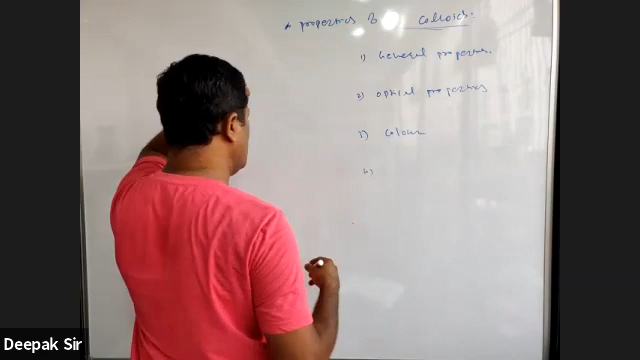 * properties of colloids.
1) General properties.
2) optical properties
3) colour
4)
Deepak Sir